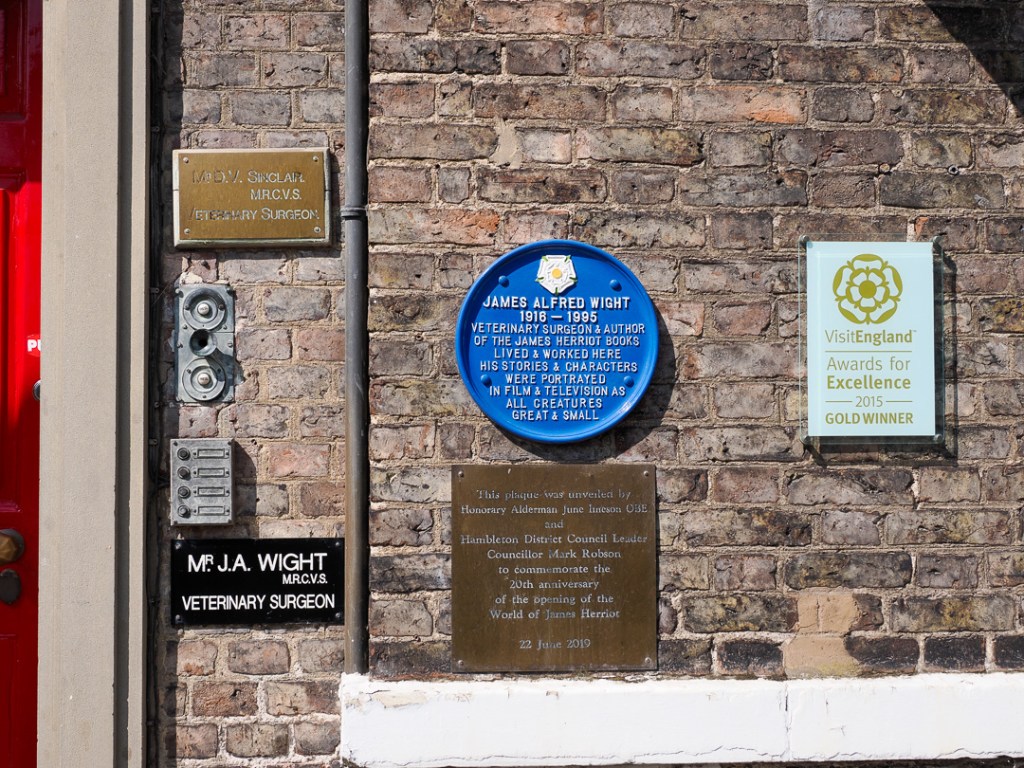 Mr D.V. SINCLAIR
M.R.C.V.S.
VETERINARY SURGEON
MR. J.A. WIGHT
M.R.C.V.S.
VETERINARY SURGEON
JAMES ALFRED WIGHT
1916 – 1995
VETERINARY SURGEON & AUTHOR
OF THE JAMES HERRIOT BOOKS
LIVED & WORKED HERE
HIS STORIES & CHARACTERS
WERE PORTRAYED
IN FILM & TELEVISION AS
ALL CREATURES
GREAT & SMALL
This plaque was unveiled by
Honorary Alderman June Imeson OBE
and
Hambleton District Council Leader
Councillor Mark Robson
to commemorate the
20th anniversary
of the opening of the
World of James Herriot
22 June 2019
VisitEngland™
Awards for
Excellence
2015
GOLD WINNER